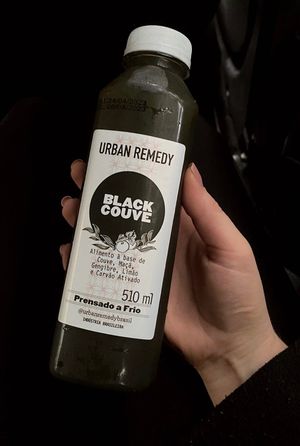 URBAN REMEDY
BLACK
COUVE
Alimento à base de
Couve, Maçã,
Gengibre, Limão
e Carvão Ativado
510 ml
Prensado a Frio
@urbanremedybrasil
INDÚSTRIA BRASILEIRA